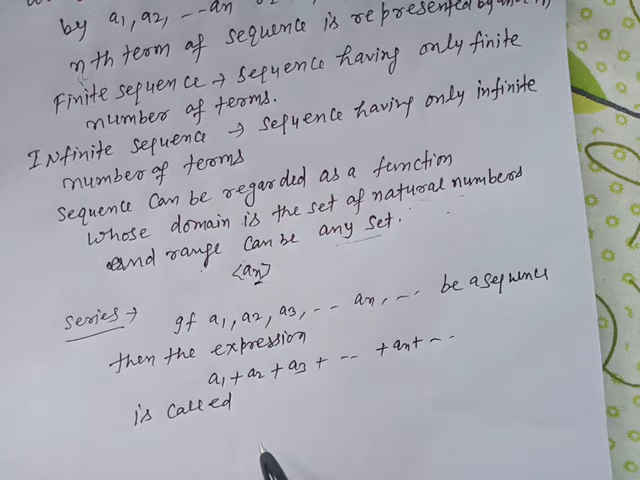 by a1, a2, ---an
nth term of sequence is represented by
Finite sequence → sequence having only finite
number of terms.
Infinite sequence → sequence having only infinite
number of terms
sequence can be regarded as a function
whose domain is the set of natural numbers
and range can be any set.
<an>
series → If a1, a2, a3, --- an, --- be a sequence
then the expression
a1 + a2 + a3 + --- + an + ---
is called